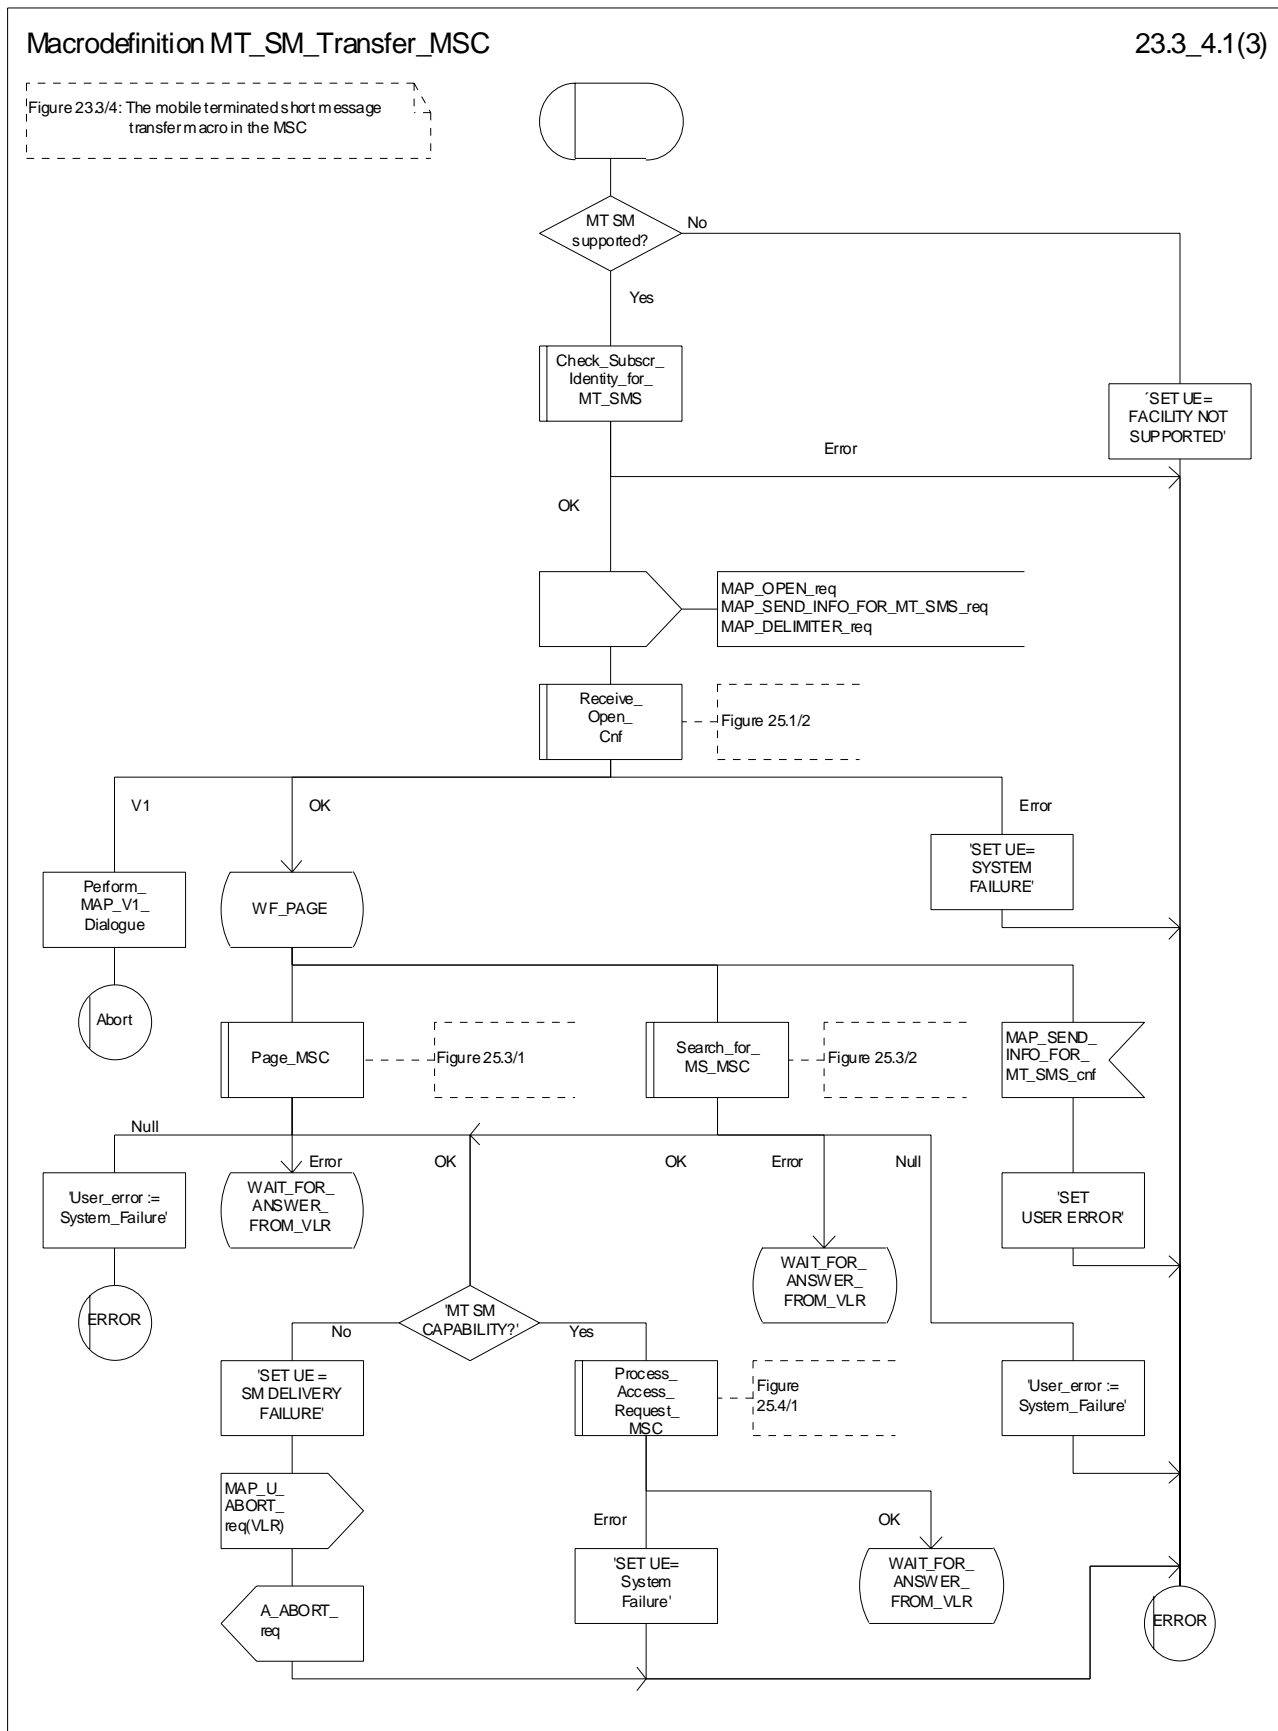 Macrodefinition MT_SM_Transfer_MSC
23.3_4.1(3)
Figure 23.3/4: The mobile terminated short message
transfer macro in the MSC
MT SM
supported?
No
Yes
Check_Subscr_
Identity_for_
MT_SMS
´SET UE=
FACILITY NOT
SUPPORTED'
Error
OK
MAP_OPEN_req
MAP_SEND_INFO_FOR_MT_SMS_req
MAP_DELIMITER_req
Receive_
Open_
Cnf
Figure 25.1/2
V1
OK
Error
Perform_
MAP_V1_
Dialogue
WF_PAGE
'SET UE=
SYSTEM
FAILURE'
Abort
Page_MSC
Figure 25.3/1
Search_for_
MS_MSC
Figure 25.3/2
MAP_SEND_
INFO_FOR_
MT_SMS_cnf
Null
Error
OK
OK
Error
Null
'User_error :=
System_Failure'
WAIT_FOR_
ANSWER_
FROM_VLR
'SET
USER ERROR'
WAIT_FOR_
ANSWER_
FROM_VLR
ERROR
'MT SM
CAPABILITY?'
No
Yes
'SET UE =
SM DELIVERY
FAILURE'
Process_
Access_
Request_
MSC
Figure
25.4/1
'User_error :=
System_Failure'
MAP_U_
ABORT_
req(VLR)
Error
OK
'SET UE=
System
Failure'
WAIT_FOR_
ANSWER_
FROM_VLR
A_ABORT_
req
ERROR